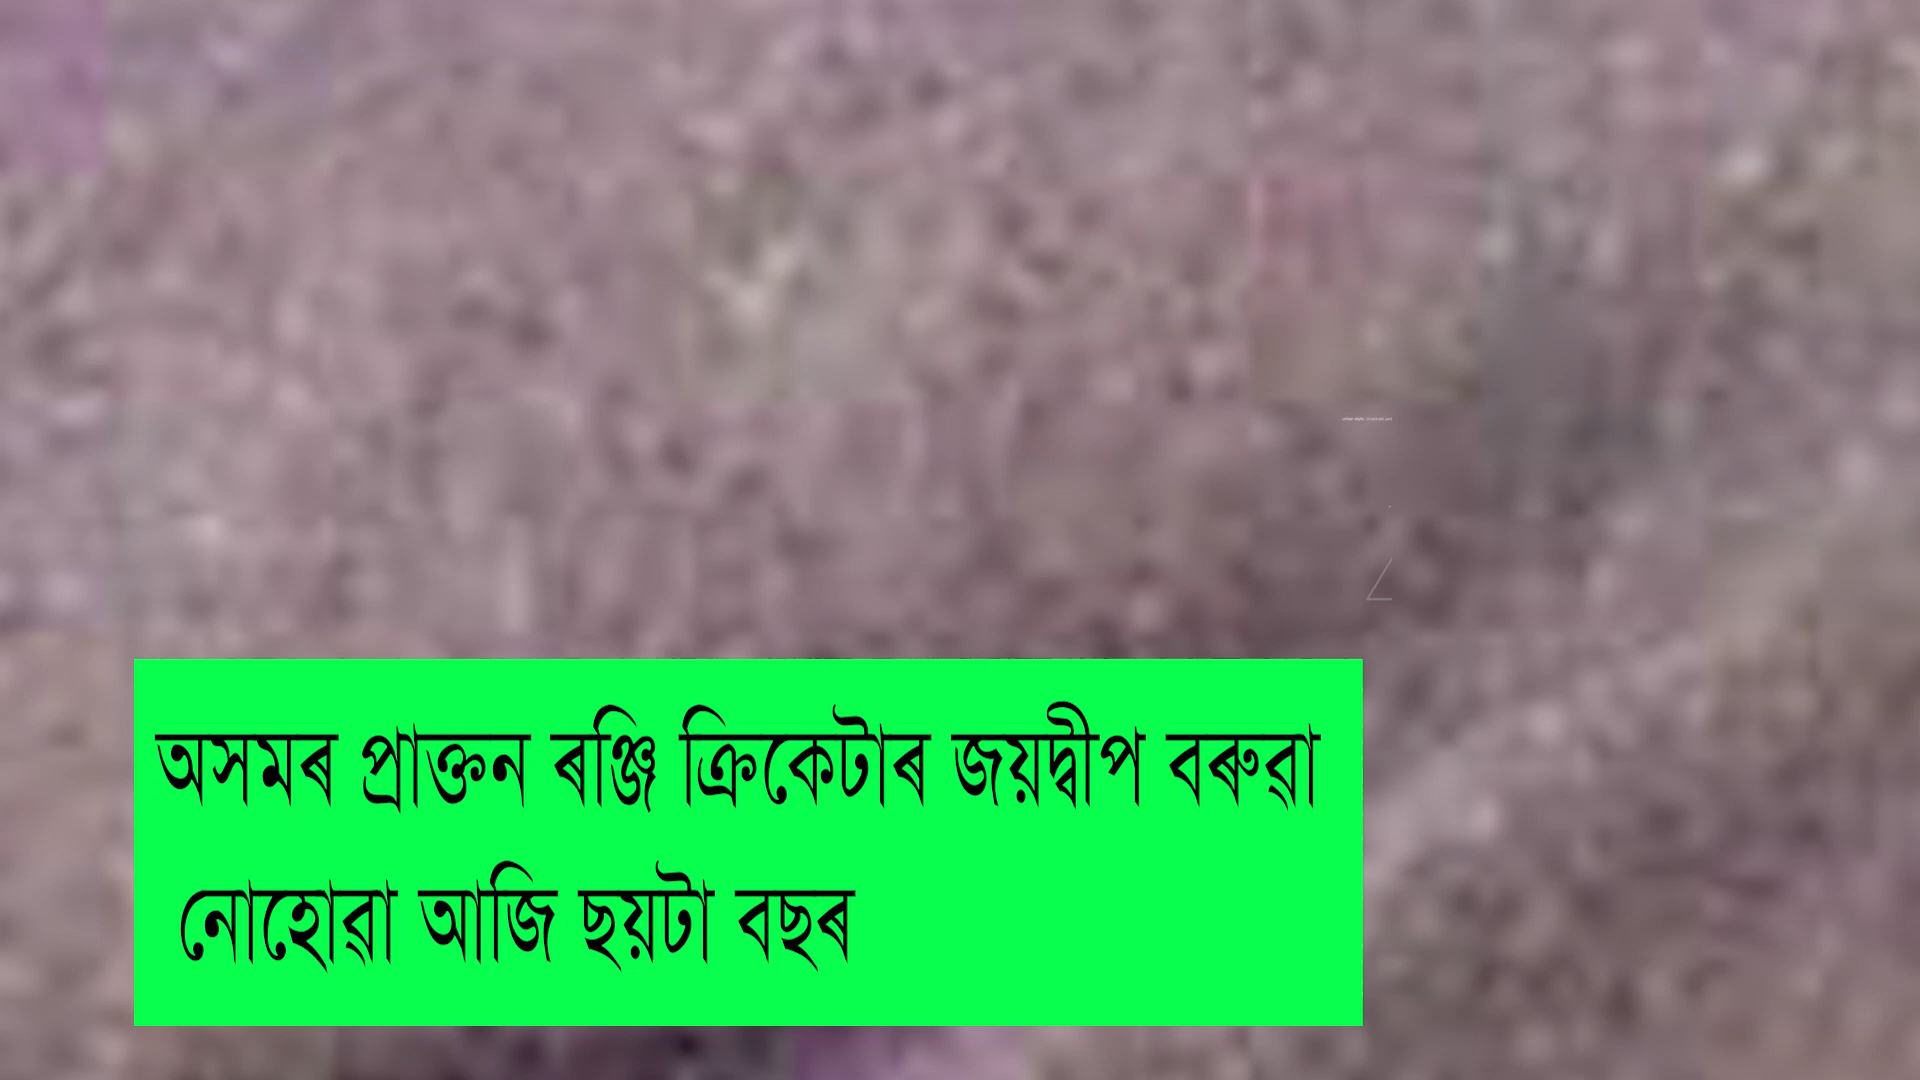 অসমৰ প্ৰাক্তন ৰঞ্জি ক্ৰিকেটাৰ জয়দ্বীপ বৰুৱা
নোহোৱা আজি ছয়টা বছৰ